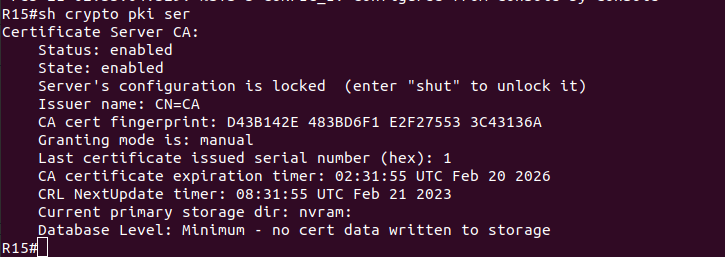 R15#sh crypto pki ser
Certificate Server CA:
    Status: enabled
    State: enabled
    Server's configuration is locked  (enter "shut" to unlock it)
    Issuer name: CN=CA
    CA cert fingerprint: D43B142E 483BD6F1 E2F27553 3C43136A
    Granting mode is: manual
    Last certificate issued serial number (hex): 1
    CA certificate expiration timer: 02:31:55 UTC Feb 20 2026
    CRL NextUpdate timer: 08:31:55 UTC Feb 21 2023
    Current primary storage dir: nvram:
    Database Level: Minimum - no cert data written to storage
R15#